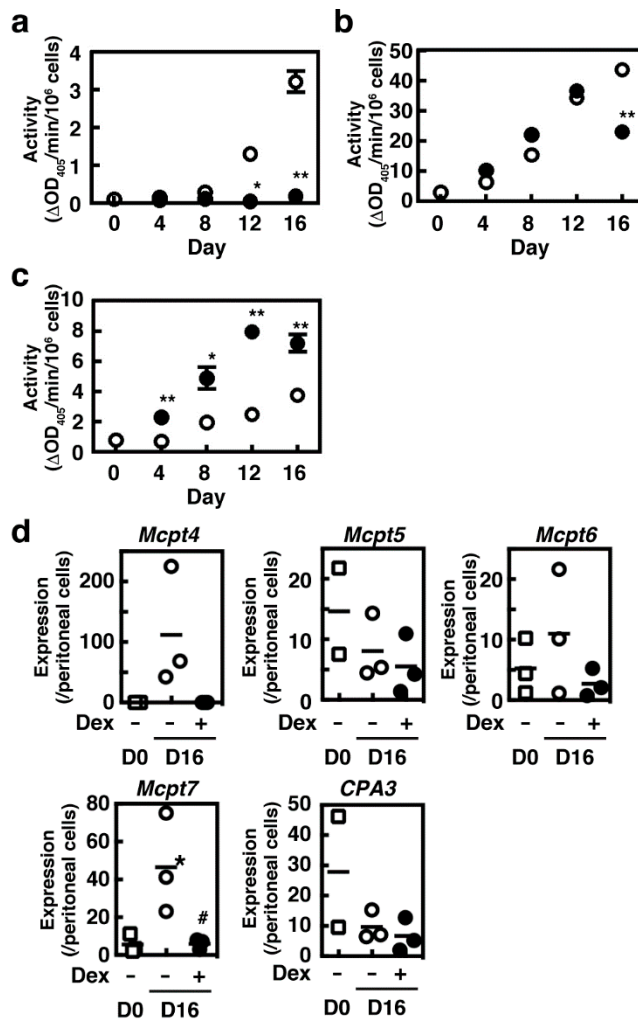 a
Activity
(ΔOD405/min/10⁶ cells)
4
3
2
1
0
*
**
0 4 8 12 16
Day
b
Activity
(ΔOD405/min/10⁶ cells)
50
40
30
20
10
0
**
0 4 8 12 16
Day
c
Activity
(ΔOD405/min/10⁶ cells)
10
8
6
4
2
0
**
*
**
**
0 4 8 12 16
Day
d
Mcpt4
Expression
(/peritoneal cells)
200
100
0
Dex – – +
D0 D16
Mcpt5
Expression
(/peritoneal cells)
20
10
0
– – +
D0 D16
Mcpt6
Expression
(/peritoneal cells)
20
10
0
– – +
D0 D16
Mcpt7
Expression
(/peritoneal cells)
80
60
40
20
0
*
#
Dex – – +
D0 D16
CPA3
Expression
(/peritoneal cells)
50
40
30
20
10
0
– – +
D0 D16